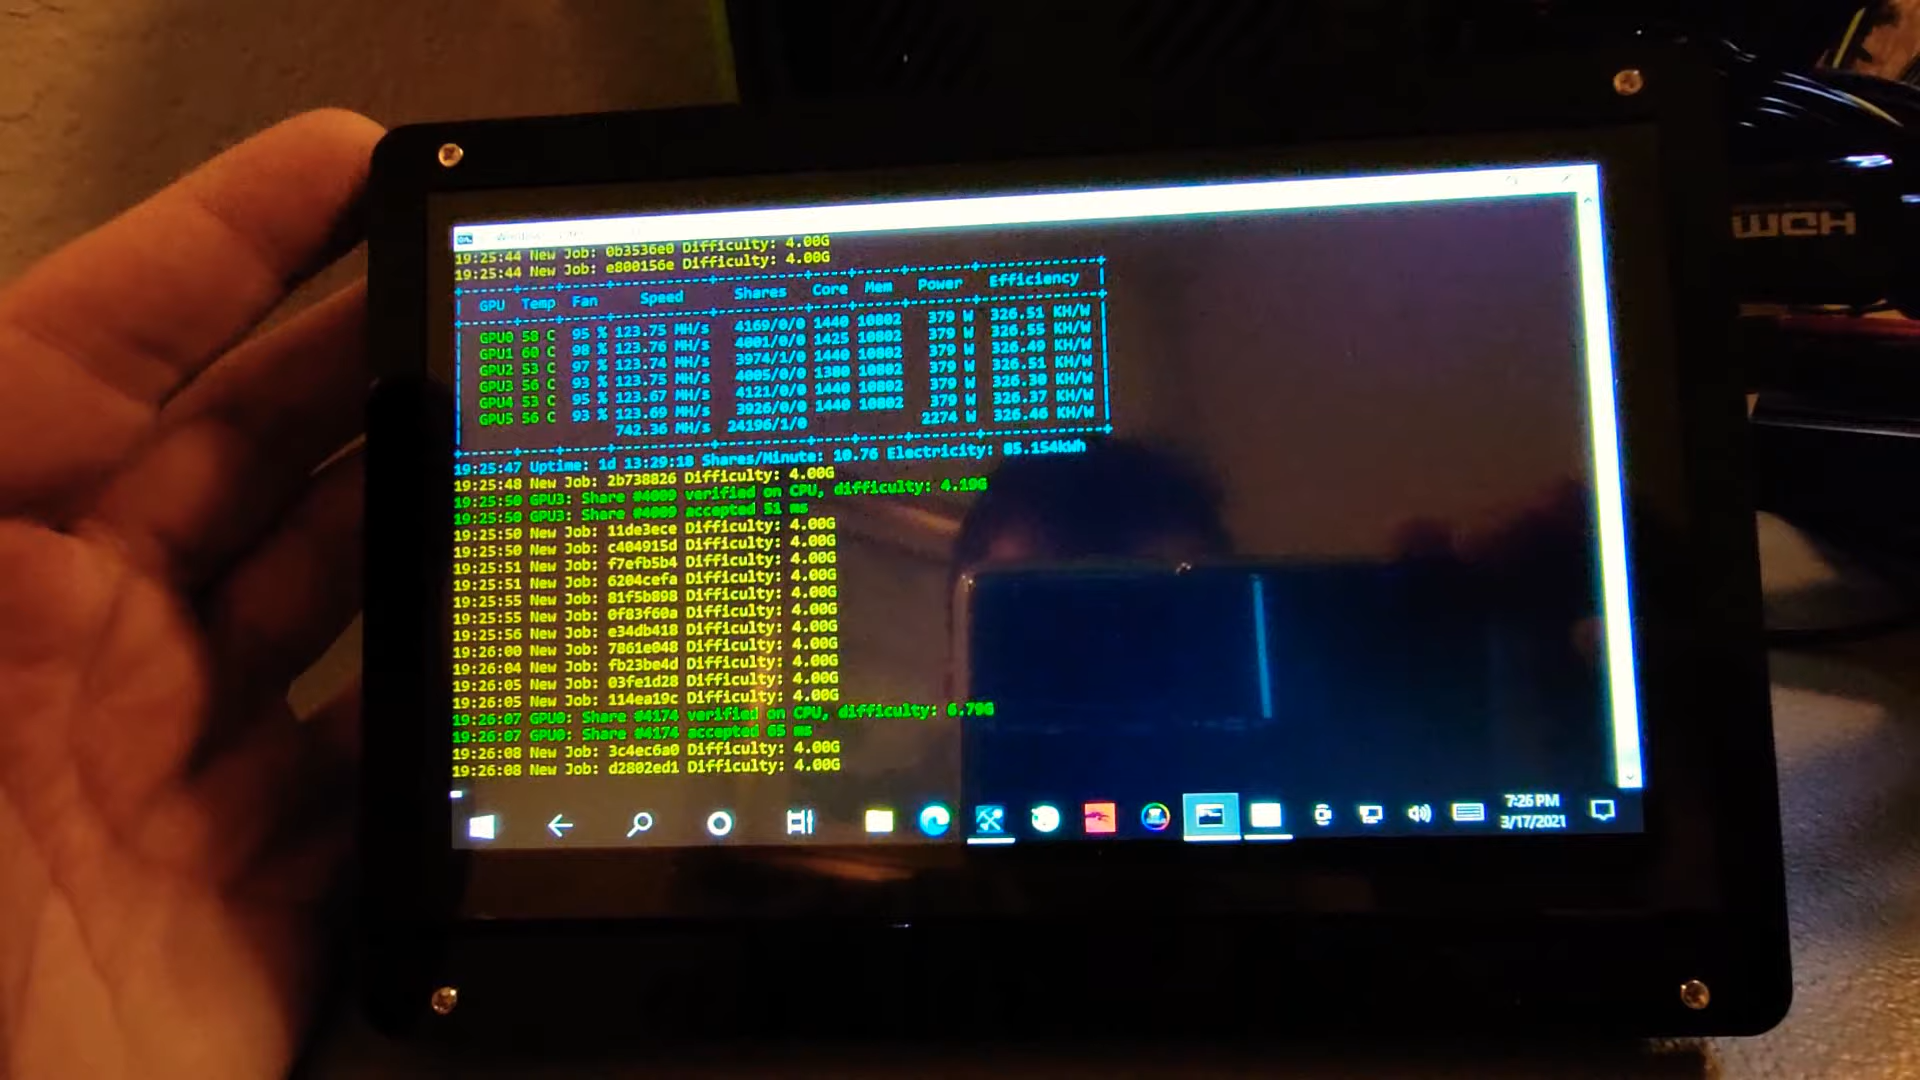 19:25:44 New Job: 0b3536e0 Difficulty: 4.00G
19:25:44 New Job: e800156e Difficulty: 4.00G
GPU Temp Fan Speed Shares Core Mem Power Efficiency
GPU0 58 C 95 % 123.75 MH/s 4169/0/0 1440 10802 379 W 326.51 KH/W
GPU1 60 C 98 % 123.76 MH/s 4001/0/0 1425 10802 379 W 326.55 KH/W
GPU2 53 C 97 % 123.74 MH/s 3974/1/0 1440 10802 379 W 326.49 KH/W
GPU3 56 C 93 % 123.75 MH/s 4005/0/0 1380 10802 379 W 326.51 KH/W
GPU4 53 C 95 % 123.67 MH/s 4121/0/0 1440 10802 379 W 326.30 KH/W
GPU5 56 C 93 % 123.69 MH/s 3926/0/0 1440 10802 379 W 326.37 KH/W
742.36 MH/s 24196/1/0 2274 W 326.46 KH/W
19:25:47 Uptime: 1d 13:29:18 Shares/Minute: 10.76 Electricity: 85.154kWh
19:25:48 New Job: 2b738826 Difficulty: 4.00G
19:25:50 GPU3: Share #4009 verified on CPU, difficulty: 4.19G
19:25:50 GPU3: Share #4009 accepted 51 ms
19:25:50 New Job: 11de3ece Difficulty: 4.00G
19:25:50 New Job: c404915d Difficulty: 4.00G
19:25:51 New Job: f7efb5b4 Difficulty: 4.00G
19:25:51 New Job: 6204cefa Difficulty: 4.00G
19:25:55 New Job: 81f5b898 Difficulty: 4.00G
19:25:55 New Job: 0f83f60a Difficulty: 4.00G
19:25:56 New Job: e34db418 Difficulty: 4.00G
19:26:00 New Job: 7861e048 Difficulty: 4.00G
19:26:04 New Job: fb23be4d Difficulty: 4.00G
19:26:05 New Job: 03fe1d28 Difficulty: 4.00G
19:26:05 New Job: 114ea19c Difficulty: 4.00G
19:26:07 GPU0: Share #4174 verified on CPU, difficulty: 6.79G
19:26:07 GPU0: Share #4174 accepted 65 ms
19:26:08 New Job: 3c4ec6a0 Difficulty: 4.00G
19:26:08 New Job: d2802ed1 Difficulty: 4.00G
7:26 PM
3/17/2021
HDMI